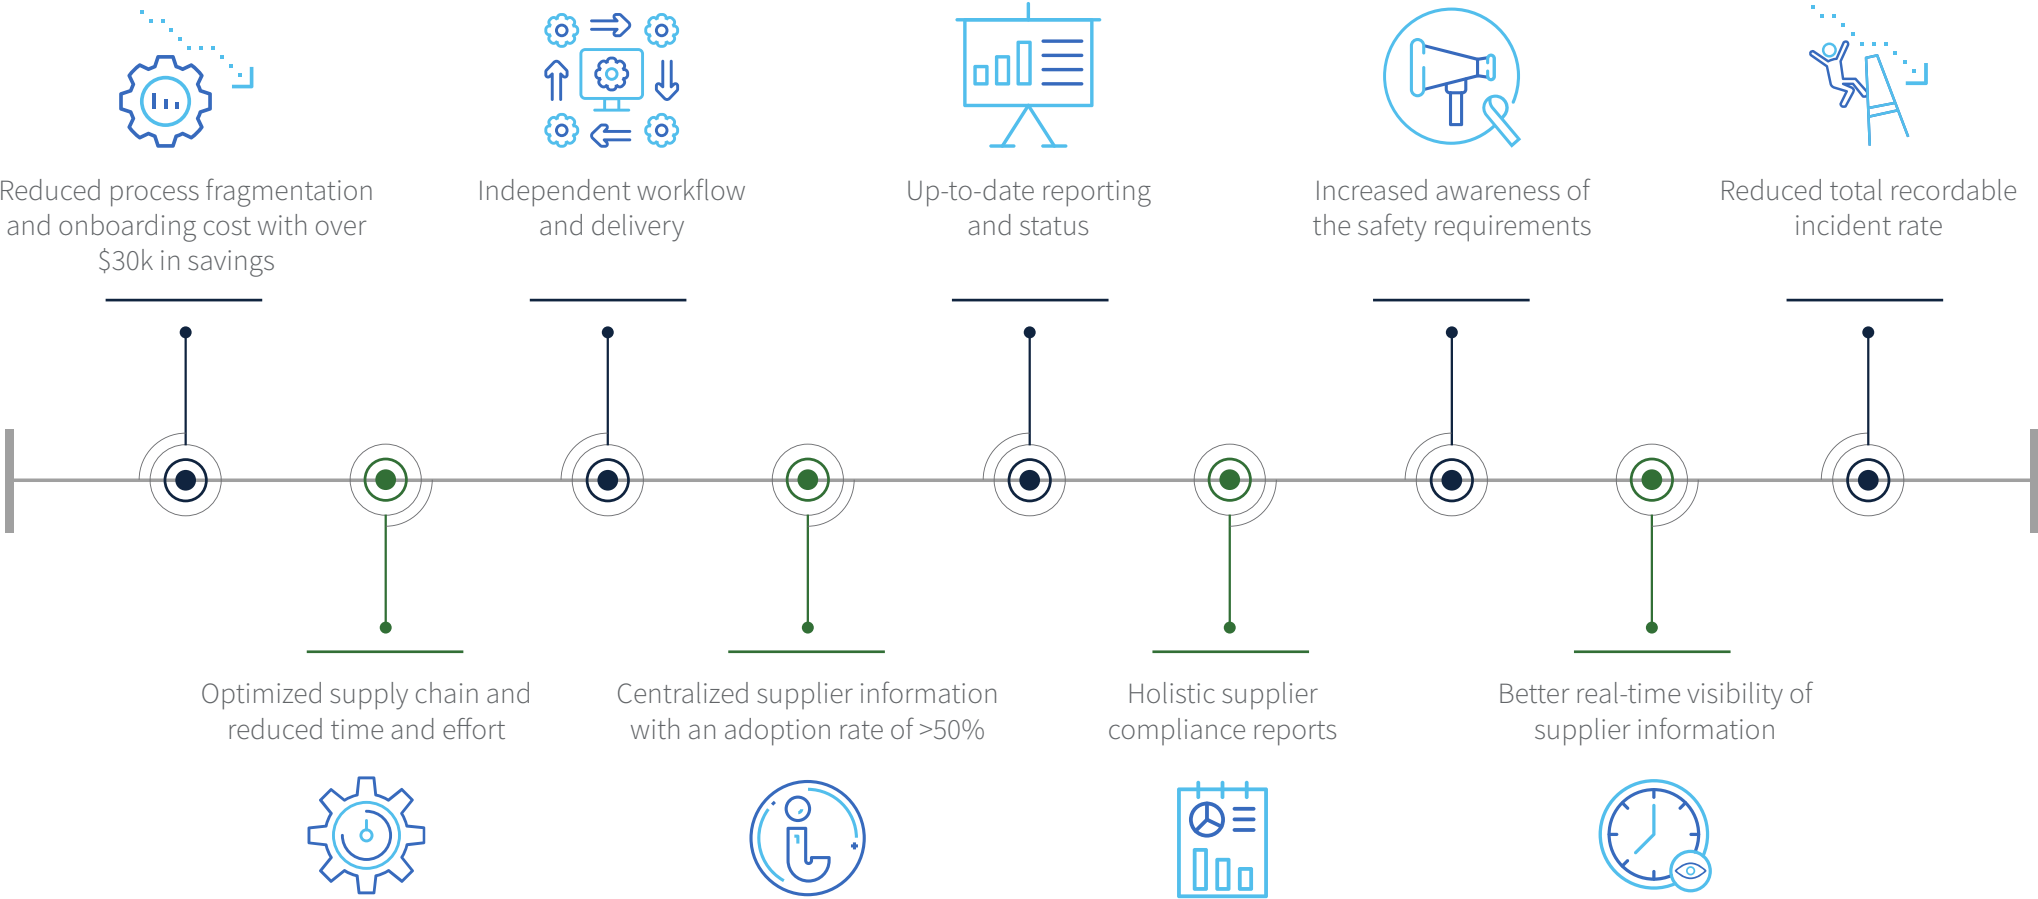 Reduced process fragmentation
and onboarding cost with over
$30k in savings
Independent workflow
and delivery
Up-to-date reporting
and status
Increased awareness of
the safety requirements
Reduced total recordable
incident rate
Optimized supply chain and
reduced time and effort
Centralized supplier information
with an adoption rate of >50%
Holistic supplier
compliance reports
Better real-time visibility of
supplier information